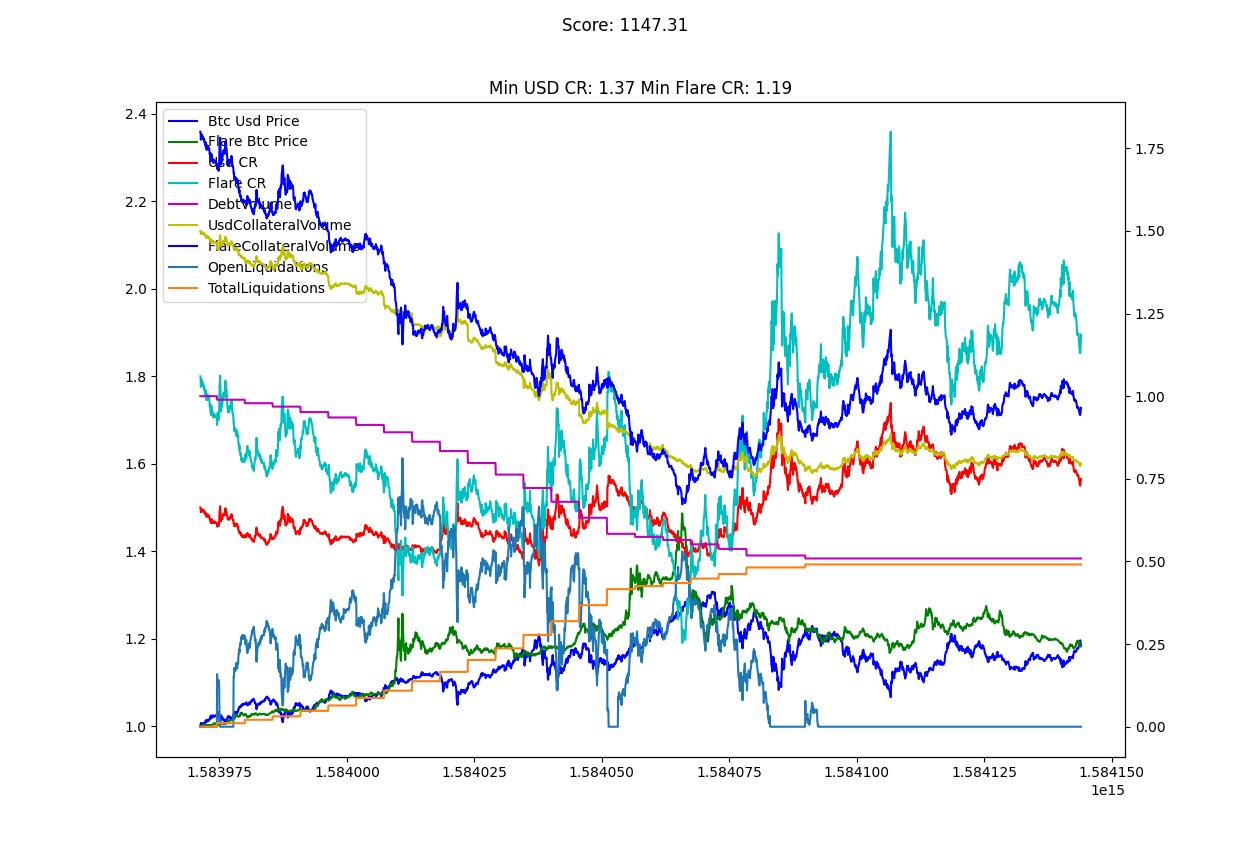 Score: 1147.31
Min USD CR: 1.37 Min Flare CR: 1.19
Btc Usd Price
Flare Btc Price
Usd CR
Flare CR
DebtVolume
UsdCollateralVolume
FlareCollateralVolume
OpenLiquidations
TotalLiquidations
2.4
2.2
2.0
1.8
1.6
1.4
1.2
1.0
1.75
1.50
1.25
1.00
0.75
0.50
0.25
0.00
1.583975 1.584000 1.584025 1.584050 1.584075 1.584100 1.584125 1.584150
1e15